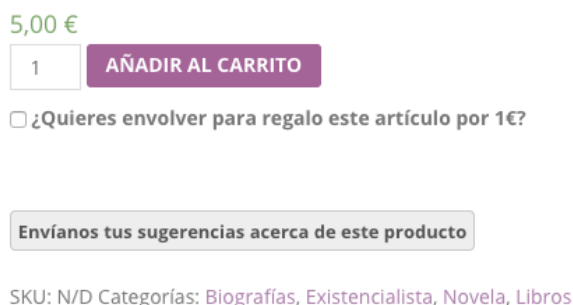 5,00 €
1 AÑADIR AL CARRITO
¿Quieres envolver para regalo este artículo por 1€?
Envíanos tus sugerencias acerca de este producto
SKU: N/D Categorías: Biografías, Existencialista, Novela, Libros